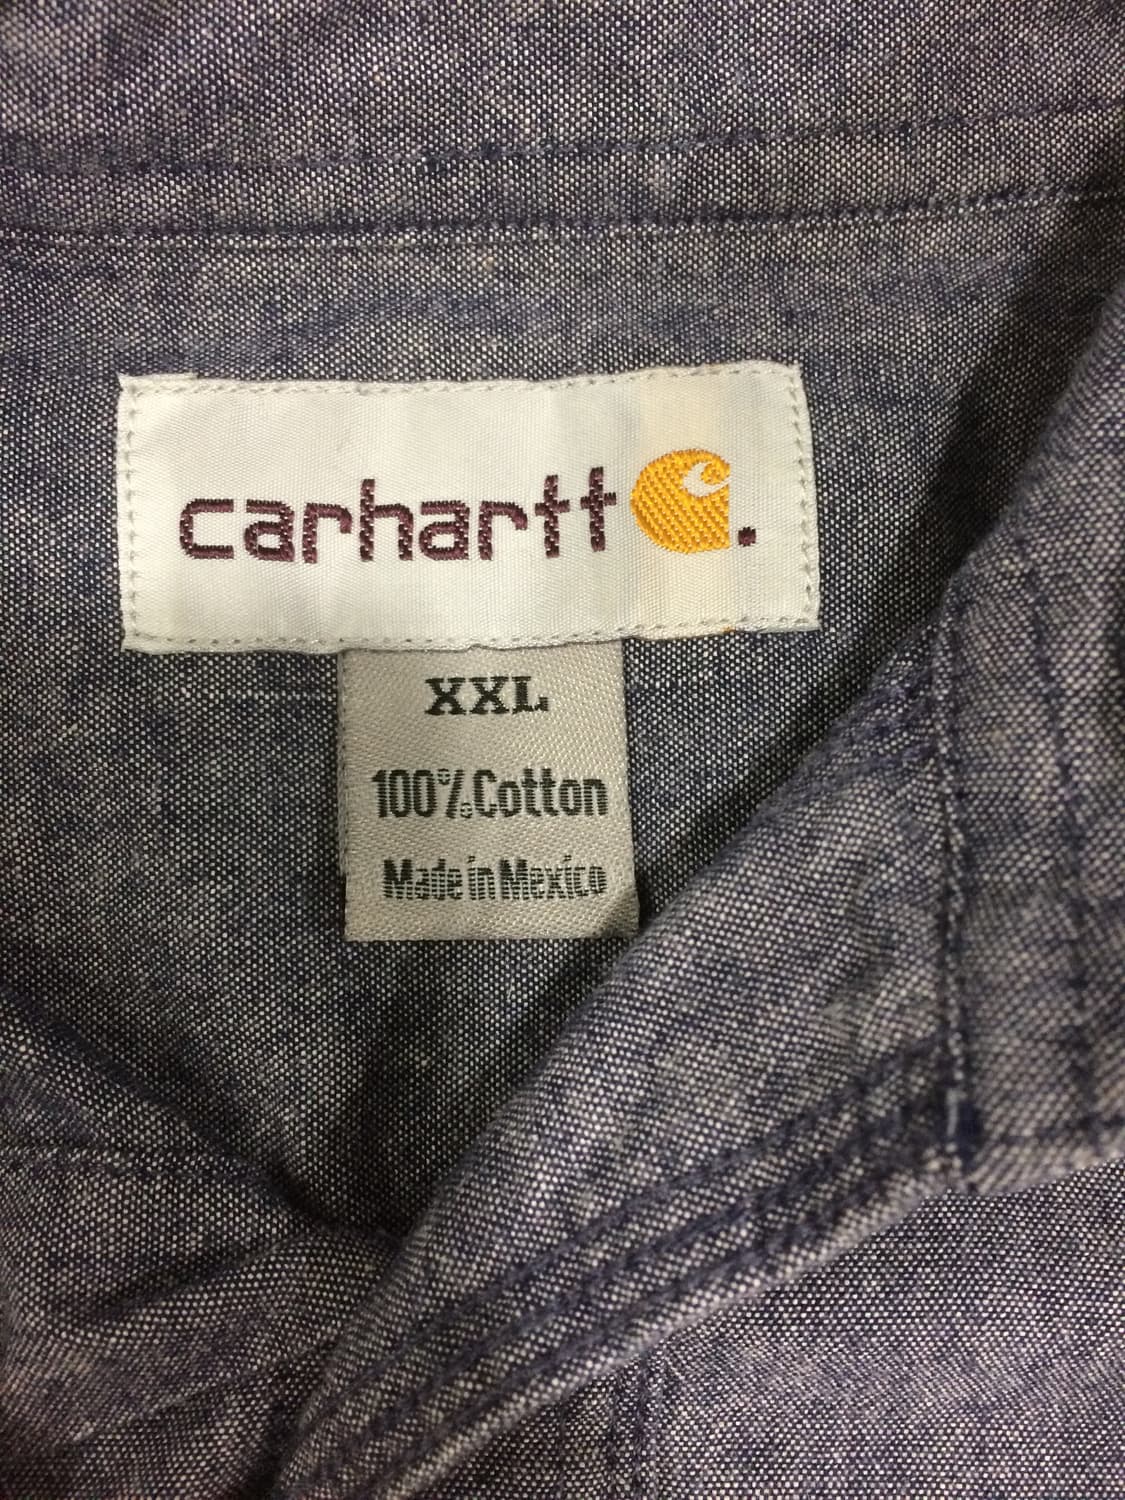 carhartt.
XXL
100% Cotton
Made in Mexico